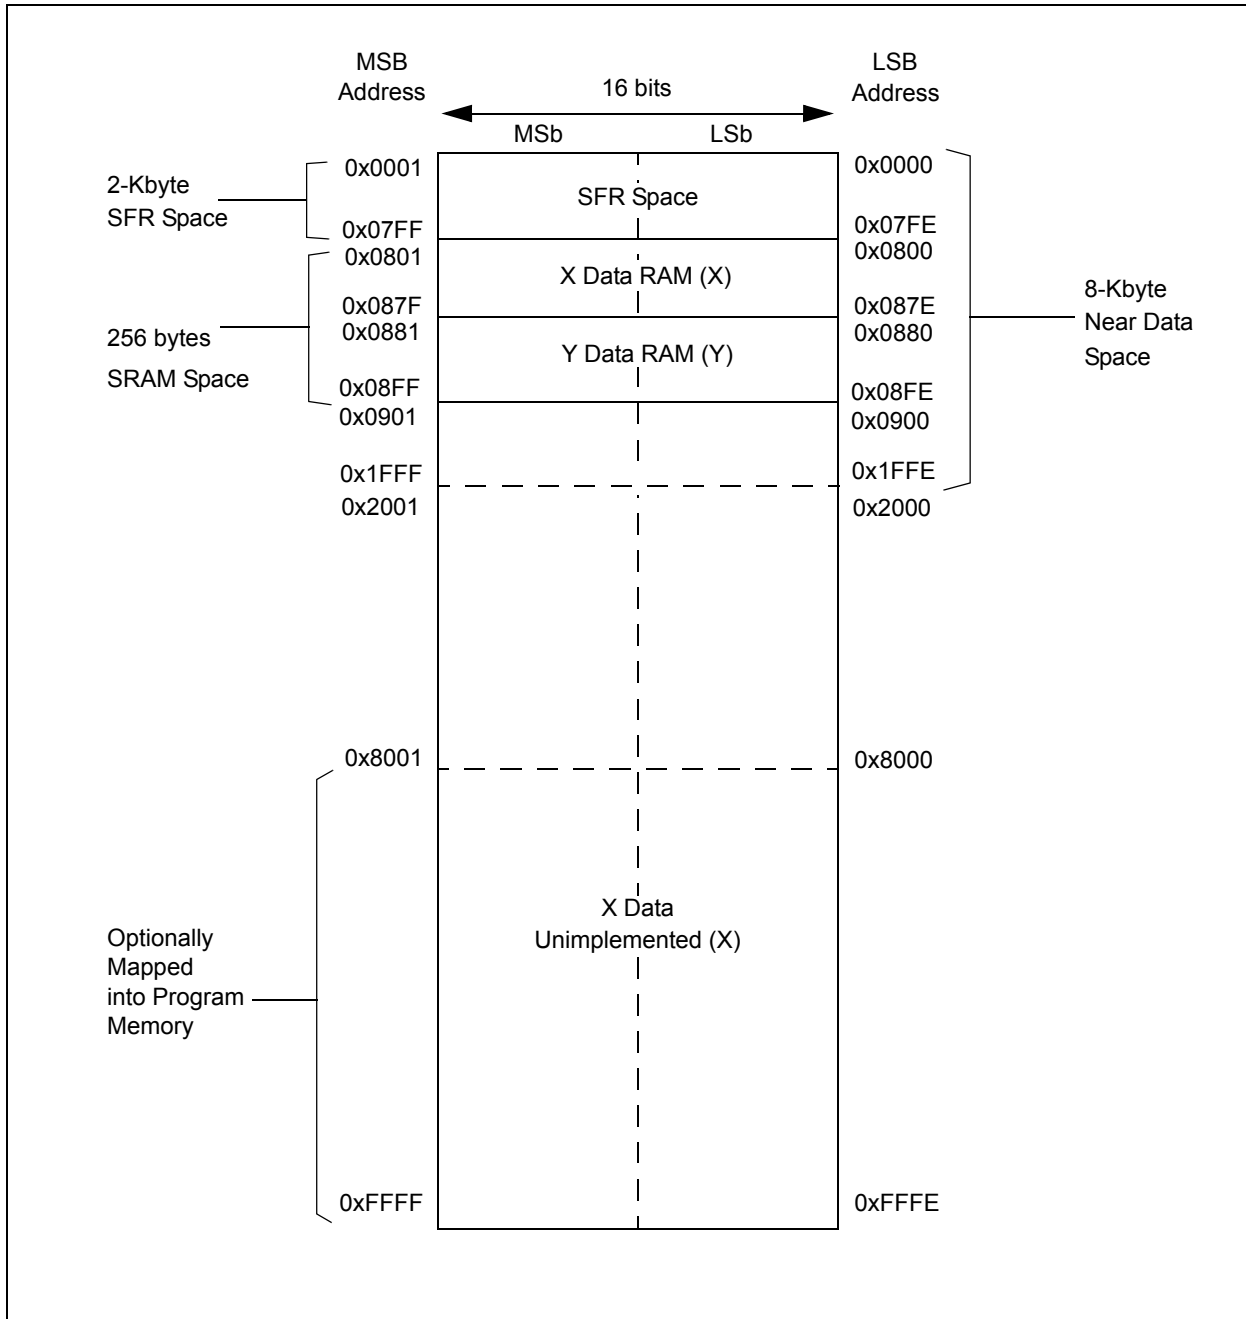 MSB
Address
16 bits
LSB
Address
MSb
LSb
0x0001
0x0000
2-Kbyte
SFR Space
SFR Space
0x07FF
0x07FE
0x0801
0x0800
X Data RAM (X)
0x087F
0x087E
0x0881
0x0880
256 bytes
SRAM Space
8-Kbyte
Near Data
Space
Y Data RAM (Y)
0x08FF
0x08FE
0x0901
0x0900
0x1FFF
0x1FFE
0x2001
0x2000
0x8001
0x8000
X Data
Unimplemented (X)
Optionally
Mapped
into Program
Memory
0xFFFF
0xFFFE